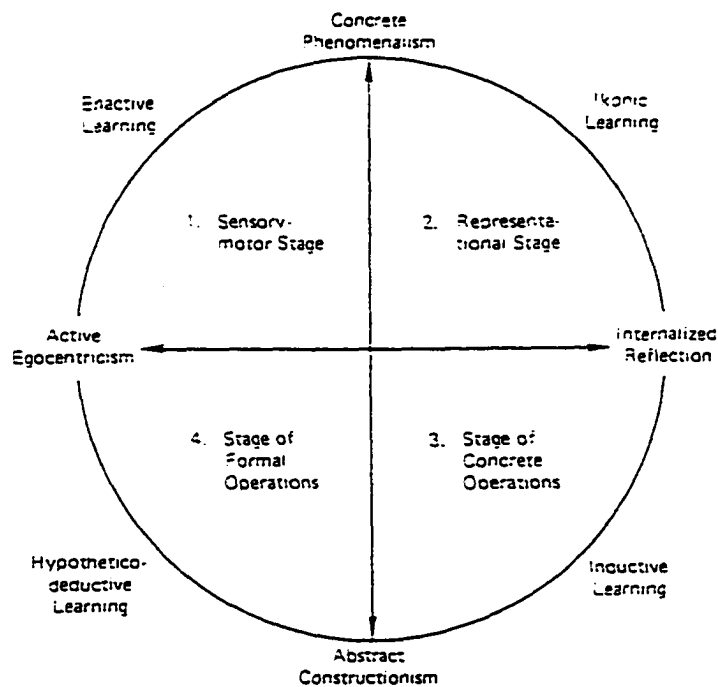 Concrete
Phenomenalism
Enactive
Learning
Ikonic
Learning
1. Sensory-
motor Stage
2. Representa-
tional Stage
Active
Egocentricism
Internalized
Reflection
4. Stage of
Formal
Operations
3. Stage of
Concrete
Operations
Hypothetico-
deductive
Learning
Inductive
Learning
Abstract
Constructionism